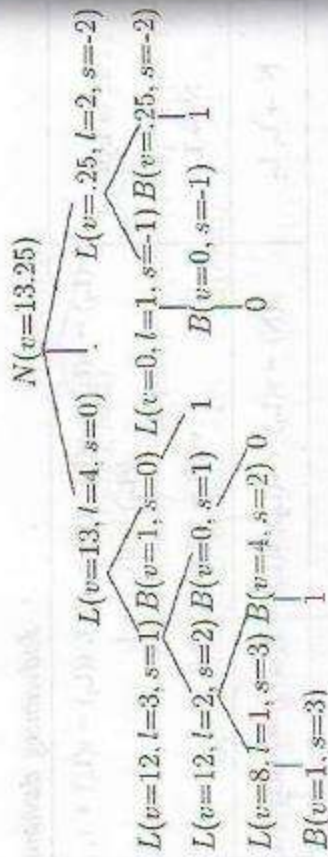 N(v=13.25)
L(v=13, l=4, s=0) . L(v=.25, l=2, s=-2)
L(v=12, l=3, s=1) B(v=1, s=0) L(v=0, l=1, s=-1) B(v=.25, s=-2)
L(v=12, l=2, s=2) B(v=0, s=1) 1 B(v=0, s=-1) 1
L(v=8, l=1, s=3) B(v=4, s=2) 0 0
B(v=1, s=3) 1